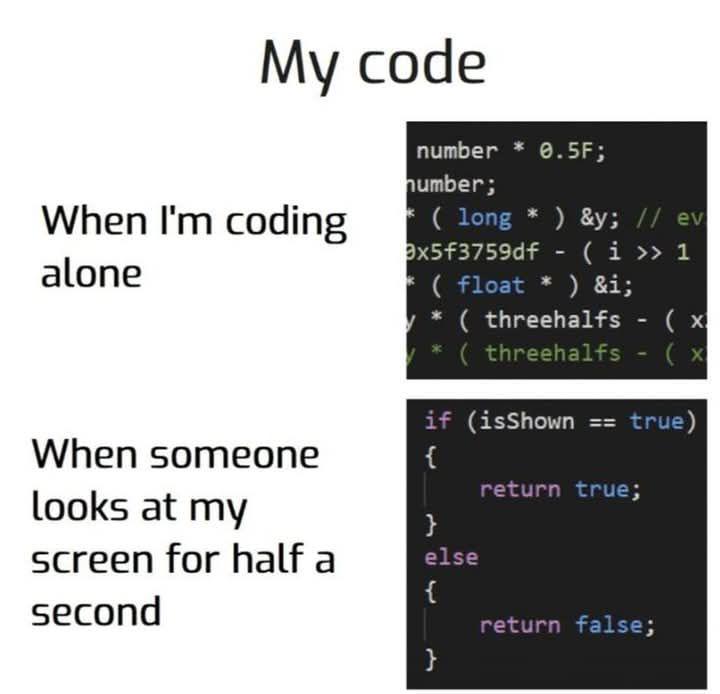 My code
When I'm coding
alone
number * 0.5F;
number;
* ( long * ) &y; // ev
0x5f3759df - ( i >> 1
* ( float * ) &i;
y * ( threehalfs - ( x
y * ( threehalfs - ( x
When someone
looks at my
screen for half a
second
if (isShown == true)
{
return true;
}
else
{
return false;
}